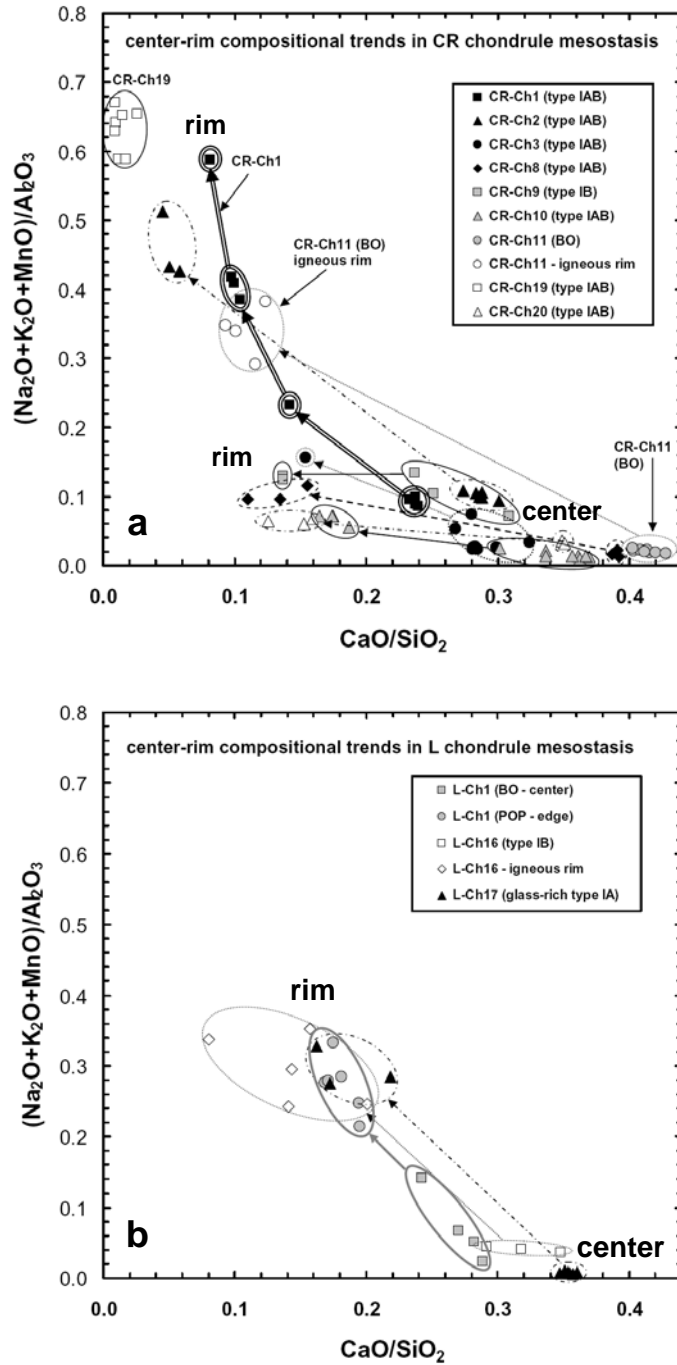 center-rim compositional trends in CR chondrule mesostasis
CR-Ch19
rim
CR-Ch1
CR-Ch11 (BO)
igneous rim
CR-Ch1 (type IAB)
CR-Ch2 (type IAB)
CR-Ch3 (type IAB)
CR-Ch8 (type IAB)
CR-Ch9 (type IB)
CR-Ch10 (type IAB)
CR-Ch11 (BO)
CR-Ch11 - igneous rim
CR-Ch19 (type IAB)
CR-Ch20 (type IAB)
rim
CR-Ch11
(BO)
center
a
0.8
0.7
0.6
0.5
0.4
0.3
0.2
0.1
0.0
(Na₂O+K₂O+MnO)/Al₂O₃
0.0 0.1 0.2 0.3 0.4
CaO/SiO₂
center-rim compositional trends in L chondrule mesostasis
L-Ch1 (BO - center)
L-Ch1 (POP - edge)
L-Ch16 (type IB)
L-Ch16 - igneous rim
L-Ch17 (glass-rich type IA)
rim
center
b
0.8
0.7
0.6
0.5
0.4
0.3
0.2
0.1
0.0
(Na₂O+K₂O+MnO)/Al₂O₃
0.0 0.1 0.2 0.3 0.4
CaO/SiO₂